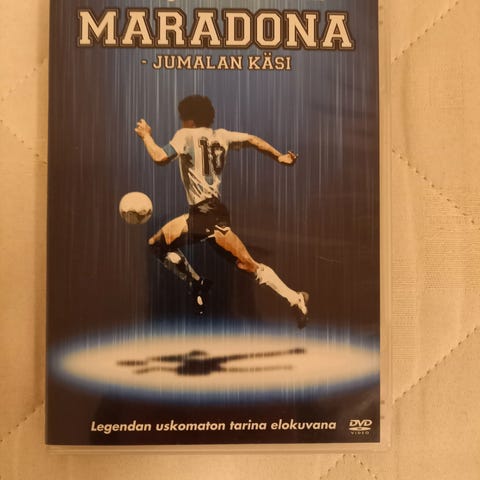 MARADONA
- JUMALAN KÄSI
10
Legendan uskomaton tarina elokuvana
DVD
VIDEO